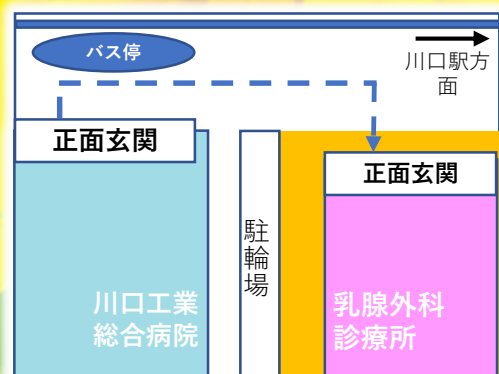 バス停
川口駅方
面
正面玄関
正面玄関
駐輪場
川口工業
総合病院
乳腺外科
診療所